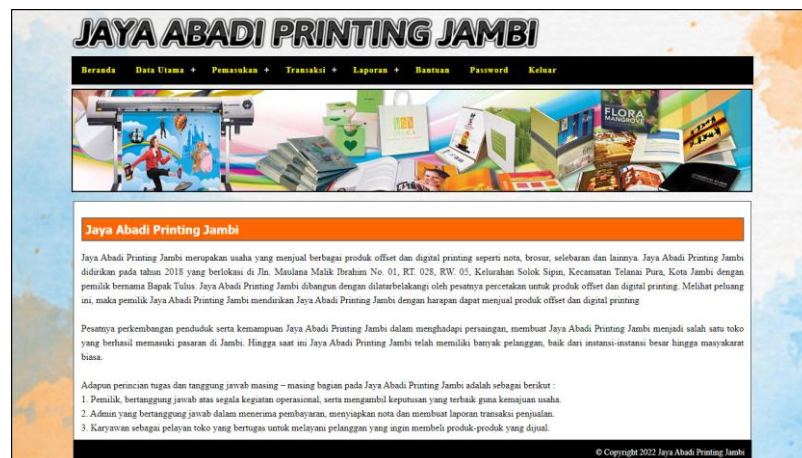 JAYA ABADI PRINTING JAMBI
Beranda Data Utama + Pemasukan + Transaksi + Laporan + Bantuan Password Keluar
FLORA
MANGROVE
Jaya Abadi Printing Jambi
Jaya Abadi Printing Jambi merupakan usaha yang menjual berbagai produk offset dan digital printing seperti nota, brosur, selebaran dan lainnya. Jaya Abadi Printing Jambi
didirikan pada tahun 2018 yang berlokasi di Jln. Maulana Malik Ibrahim No. 01, RT. 028, RW. 05, Kelurahan Solok Sipin, Kecamatan Telanai Pura, Kota Jambi dengan
pemilik bernama Bapak Tulus. Jaya Abadi Printing Jambi dibangun dengan dilatarbelakangi oleh pesatnya percetakan untuk produk offset dan digital printing. Melihat peluang
ini, maka pemilik Jaya Abadi Printing Jambi mendirikan Jaya Abadi Printing Jambi dengan harapan dapat menjual produk offset dan digital printing
Pesatnya perkembangan penduduk serta kemampuan Jaya Abadi Printing Jambi dalam menghadapi persaingan, membuat Jaya Abadi Printing Jambi menjadi salah satu toko
yang berhasil memasuki pasaran di Jambi. Hingga saat ini Jaya Abadi Printing Jambi telah memiliki banyak pelanggan, baik dari instansi-instansi besar hingga masyakarat
biasa.
Adapun perincian tugas dan tanggung jawab masing – masing bagian pada Jaya Abadi Printing Jambi adalah sebagai berikut :
1. Pemilik, bertanggung jawab atas segala kegiatan operasional, serta mengambil keputusan yang terbaik guna kemajuan usaha.
2. Admin yang bertanggung jawab dalam menerima pembayaran, menyiapkan nota dan membuat laporan transaksi penjualan.
3. Karyawan sebagai pelayan toko yang bertugas untuk melayani pelanggan yang ingin membeli produk-produk yang dijual.
© Copyright 2022 Jaya Abadi Printing Jambi